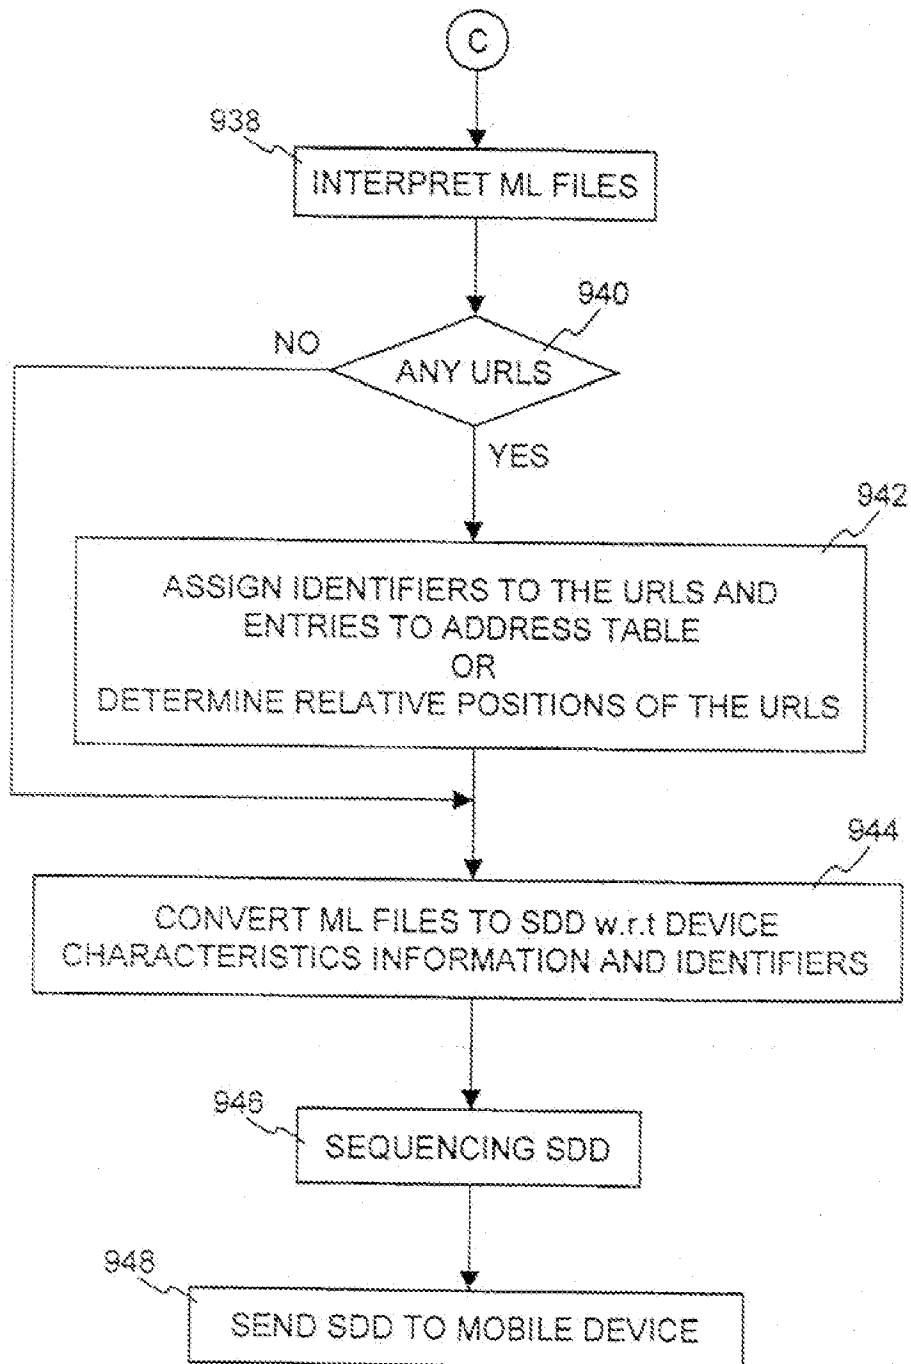 C
938
INTERPRET ML FILES
940
NO
ANY URLS
YES
942
ASSIGN IDENTIFIERS TO THE URLS AND
ENTRIES TO ADDRESS TABLE
OR
DETERMINE RELATIVE POSITIONS OF THE URLS
944
CONVERT ML FILES TO SDD w.r.t DEVICE
CHARACTERISTICS INFORMATION AND IDENTIFIERS
946
SEQUENCING SDD
948
SEND SDD TO MOBILE DEVICE